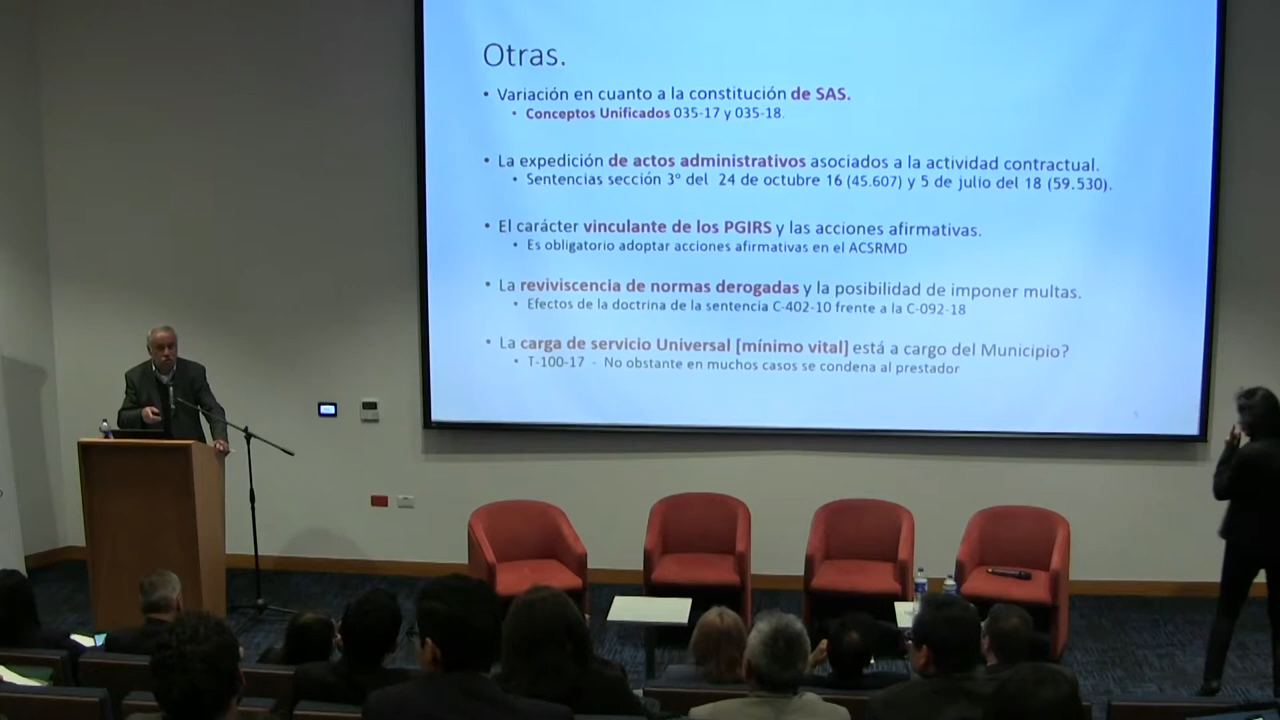 Otras.
• Variación en cuanto a la constitución de SAS.
• Conceptos Unificados 035-17 y 035-18.
• La expedición de actos administrativos asociados a la actividad contractual.
• Sentencias sección 3º del 24 de octubre 16 (45.607) y 5 de julio del 18 (59.530).
• El carácter vinculante de los PGIRS y las acciones afirmativas.
• Es obligatorio adoptar acciones afirmativas en el ACSRMD
• La reviviscencia de normas derogadas y la posibilidad de imponer multas.
• Efectos de la doctrina de la sentencia C-402-10 frente a la C-092-18
• La carga de servicio Universal [mínimo vital] está a cargo del Municipio?
• T-100-17 - No obstante en muchos casos se condena al prestador